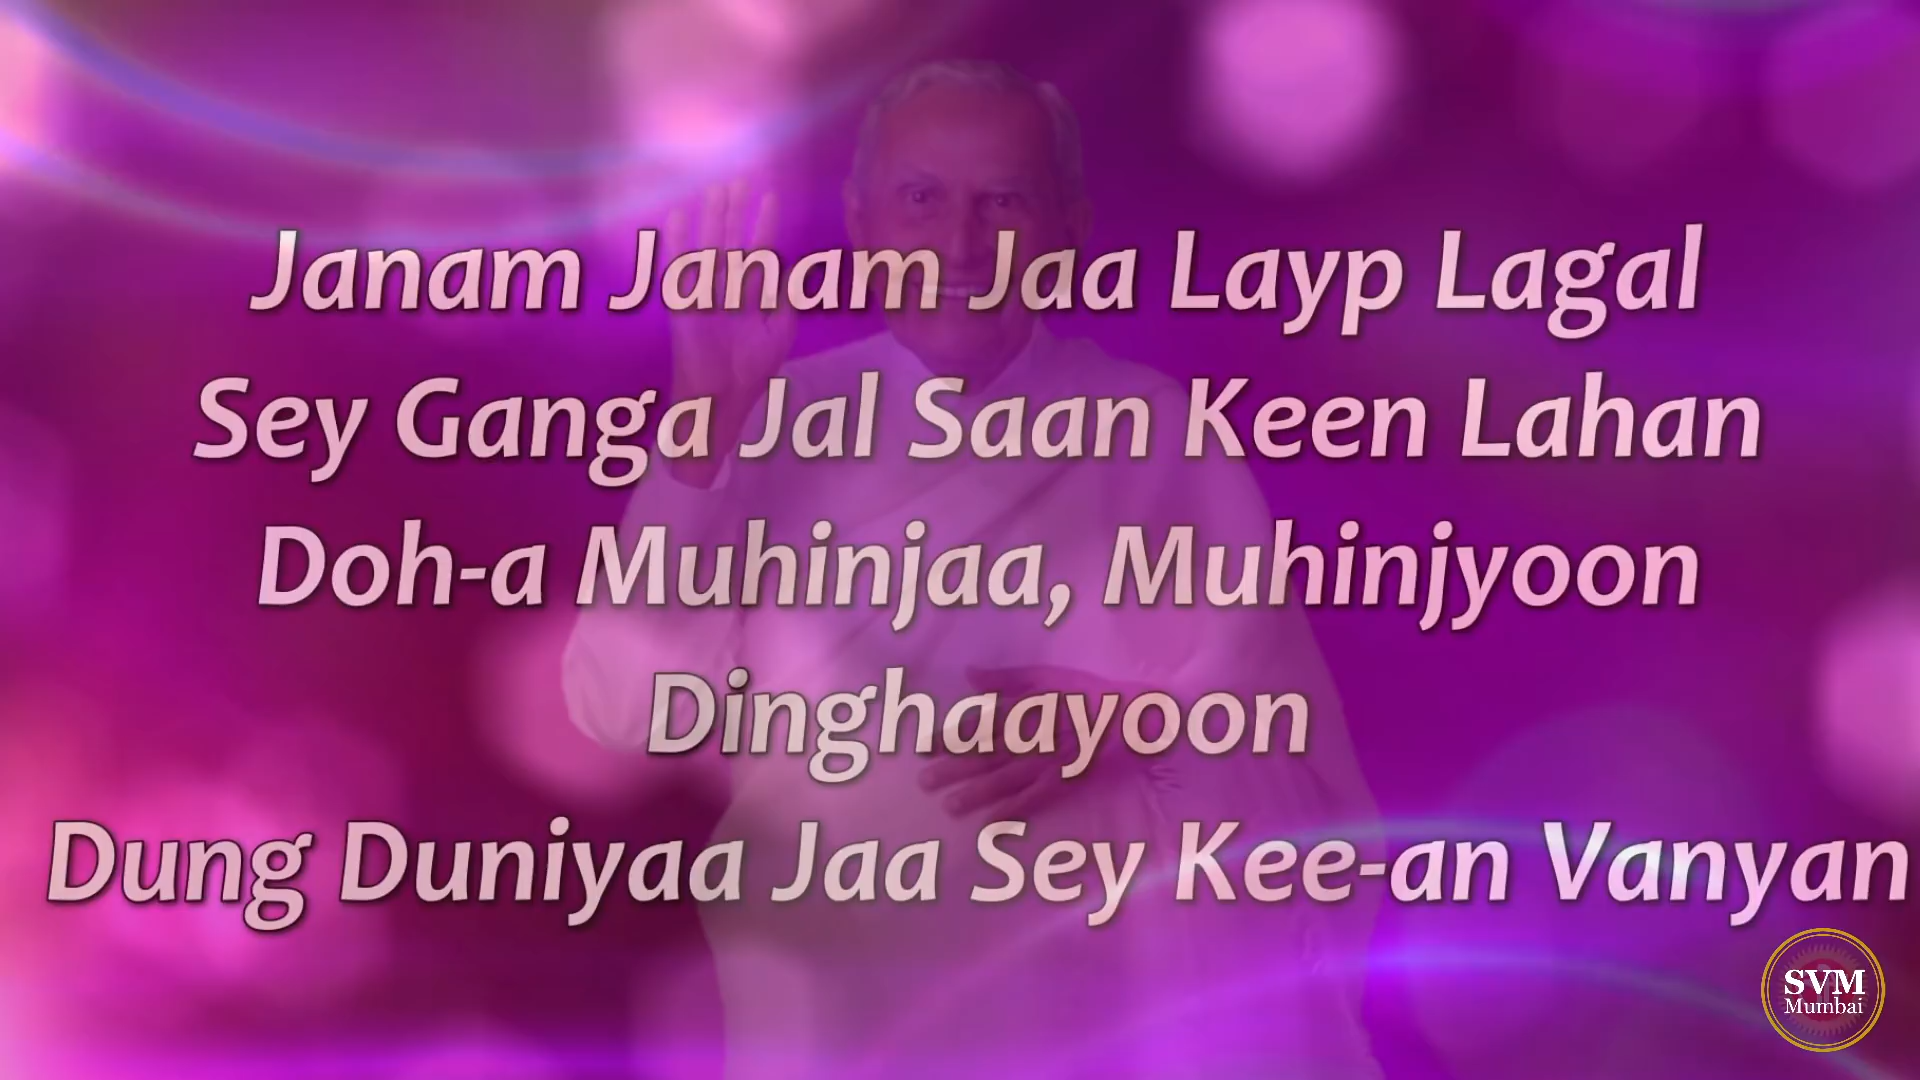 Janam Janam Jaa Layp Lagal
Sey Ganga Jal Saan Keen Lahan
Doh-a Muhinjaa, Muhinjyoon
Dinghaayoon
Dung Duniyaa Jaa Sey Kee-an Vanyan
SVM
Mumbai